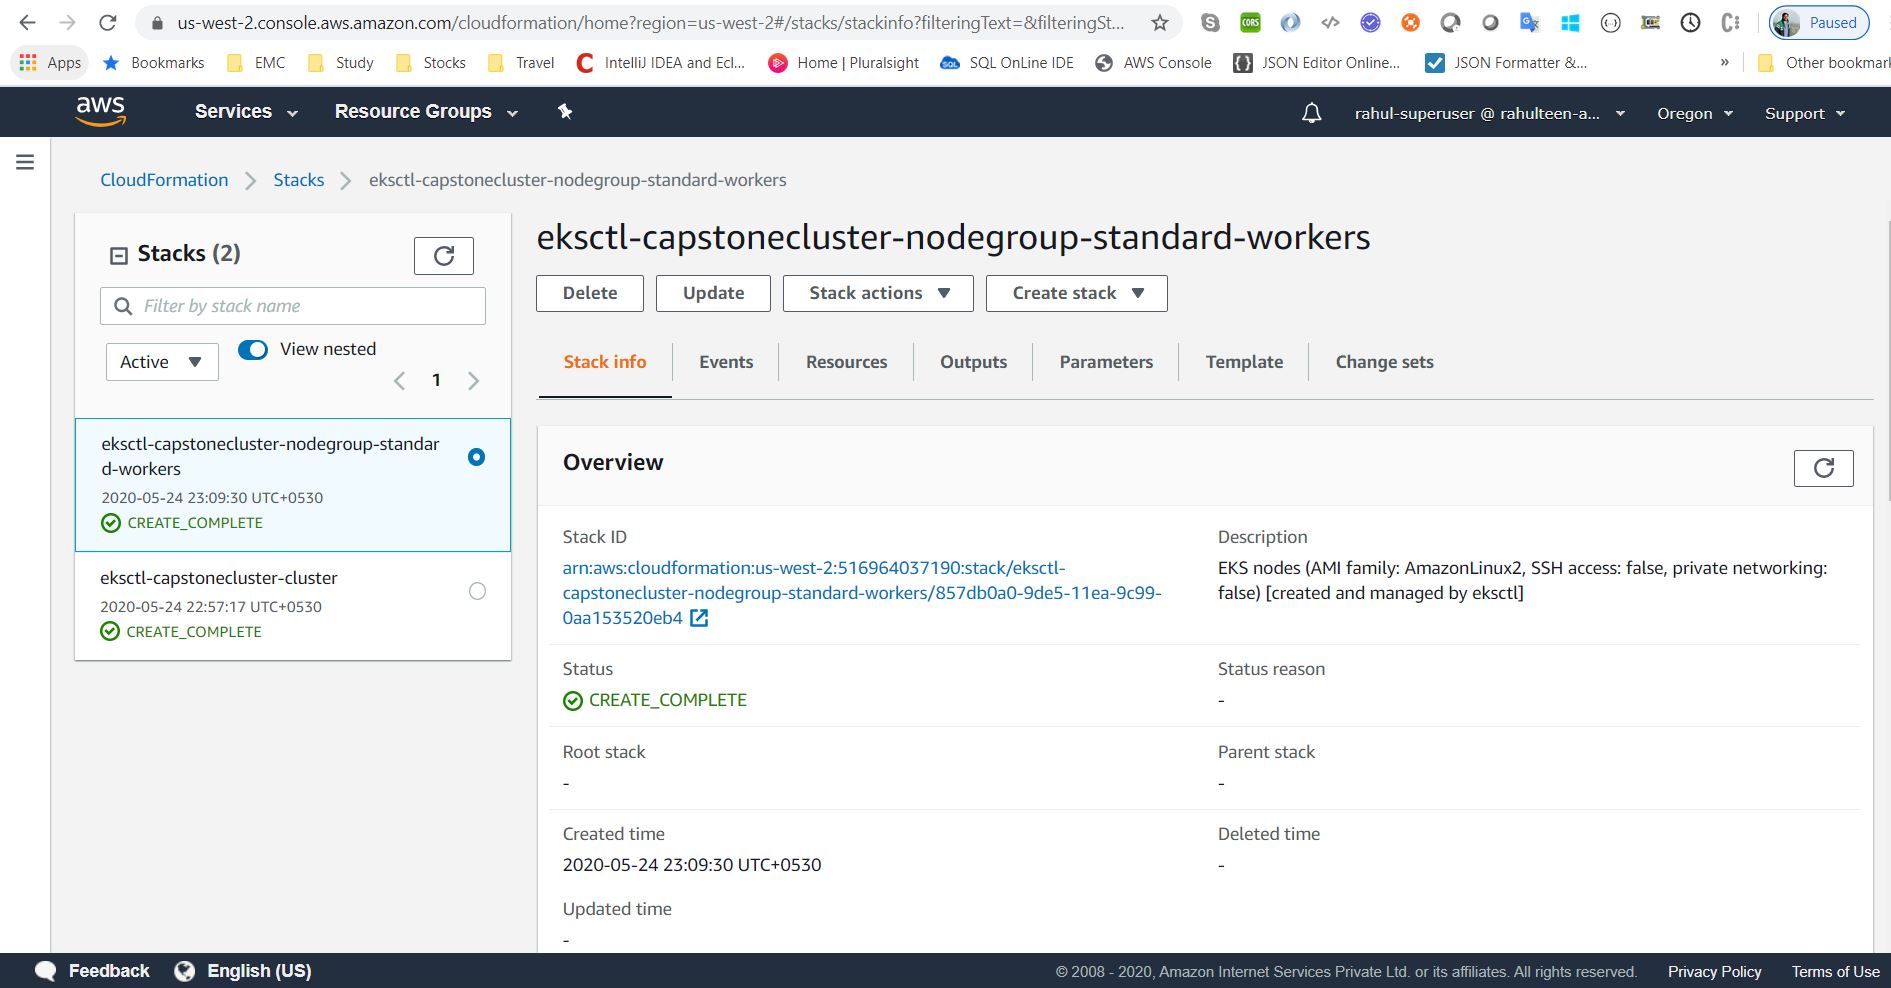 us-west-2.console.aws.amazon.com/cloudformation/home?region=us-west-2#/stacks/stackinfo?filteringText=&filteringSt...
Paused
Apps Bookmarks EMC Study Stocks Travel IntelliJ IDEA and Ecl... Home | Pluralsight SQL OnLine IDE AWS Console JSON Editor Online... JSON Formatter &... » Other bookmark
aws Services Resource Groups rahul-superuser @ rahulteen-a... Oregon Support
CloudFormation Stacks eksctl-capstonecluster-nodegroup-standard-workers
Stacks (2)
Filter by stack name
Active
View nested
1
eksctl-capstonecluster-nodegroup-standar
d-workers
2020-05-24 23:09:30 UTC+0530
CREATE_COMPLETE
eksctl-capstonecluster-cluster
2020-05-24 22:57:17 UTC+0530
CREATE_COMPLETE
eksctl-capstonecluster-nodegroup-standard-workers
Delete Update Stack actions Create stack
Stack info Events Resources Outputs Parameters Template Change sets
Overview
Stack ID
arn:aws:cloudformation:us-west-2:516964037190:stack/eksctl-
capstonecluster-nodegroup-standard-workers/857db0a0-9de5-11ea-9c99-
0aa153520eb4
Description
EKS nodes (AMI family: AmazonLinux2, SSH access: false, private networking:
false) [created and managed by eksctl]
Status
CREATE_COMPLETE
Status reason
-
Root stack
-
Parent stack
-
Created time
2020-05-24 23:09:30 UTC+0530
Deleted time
-
Updated time
-
Feedback English (US) © 2008 - 2020, Amazon Internet Services Private Ltd. or its affiliates. All rights reserved. Privacy Policy Terms of Use